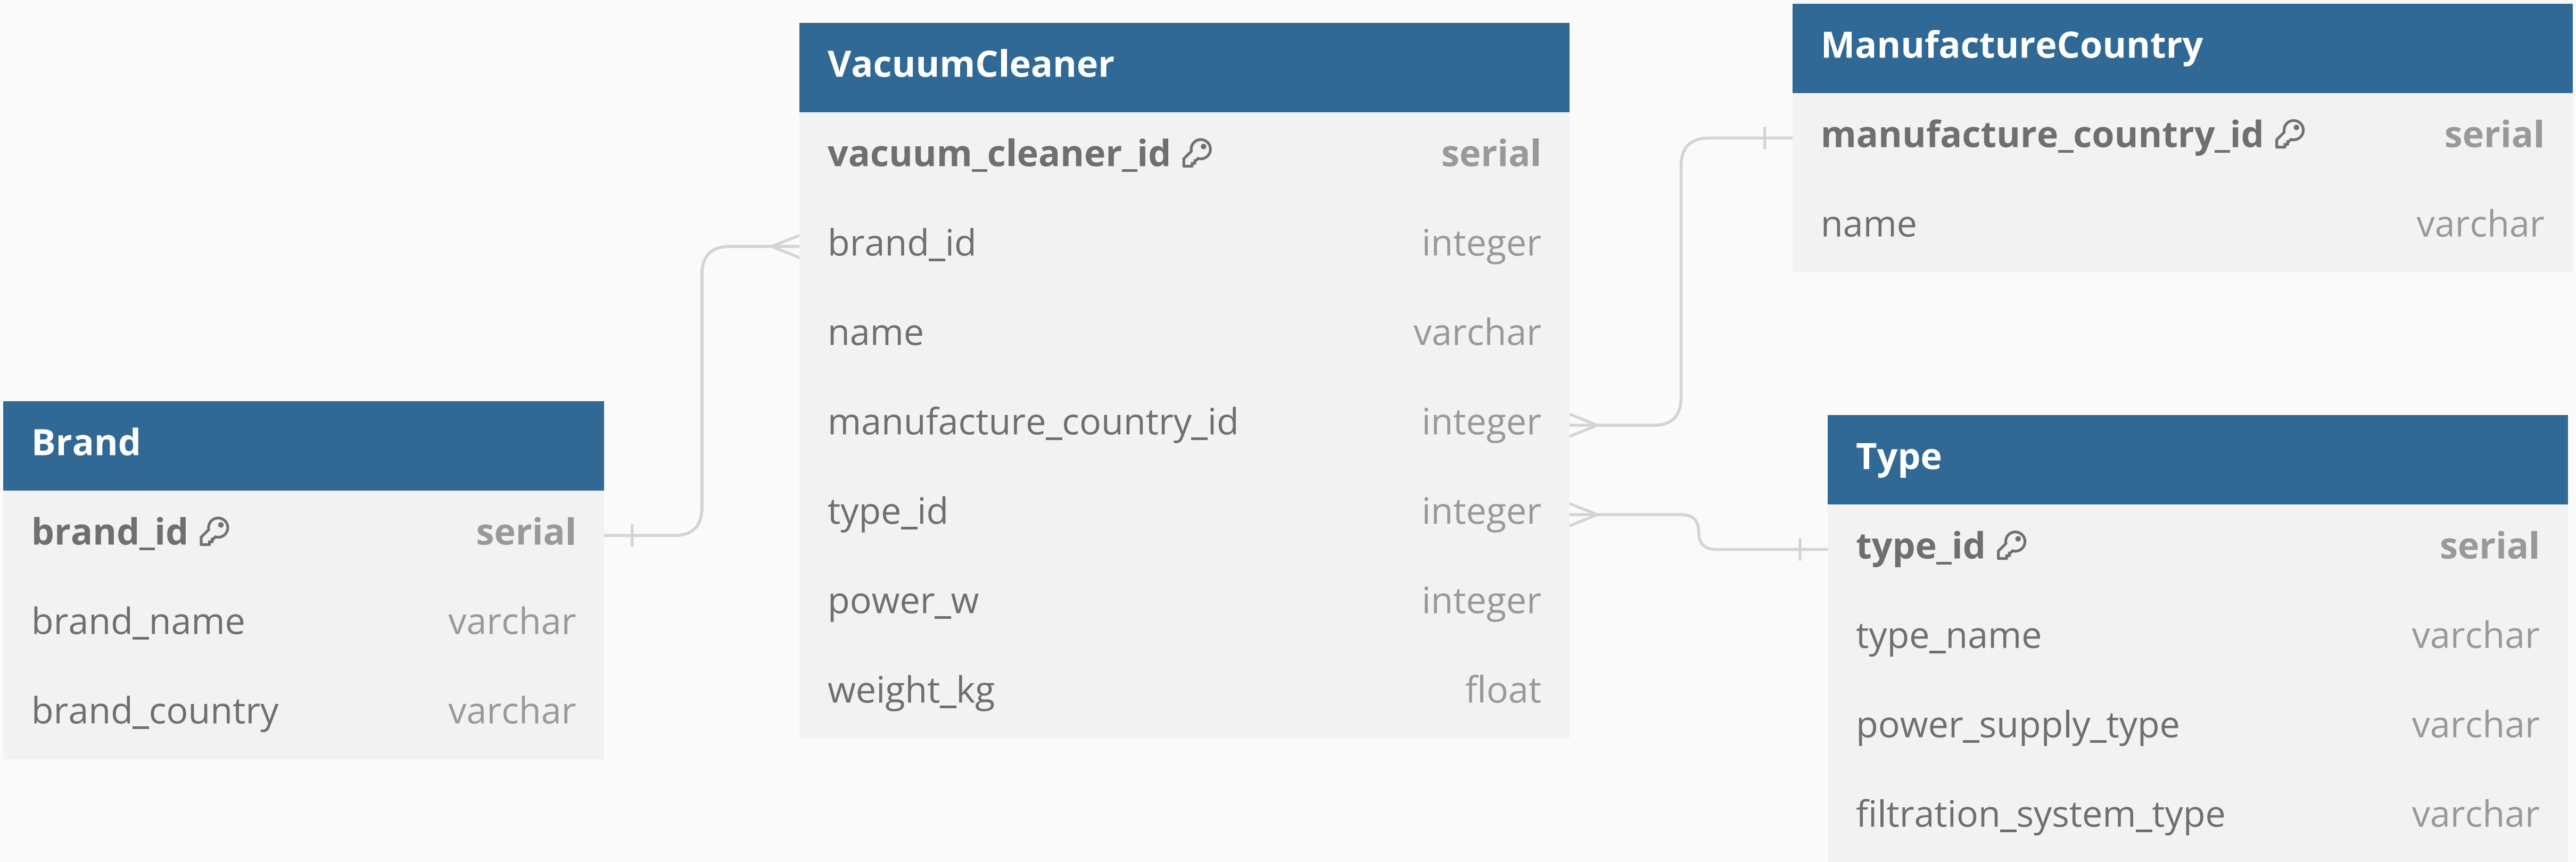 VacuumCleaner
vacuum_cleaner_id serial
brand_id integer
name varchar
manufacture_country_id integer
type_id integer
power_w integer
weight_kg float
ManufactureCountry
manufacture_country_id serial
name varchar
Brand
brand_id serial
brand_name varchar
brand_country varchar
Type
type_id serial
type_name varchar
power_supply_type varchar
filtration_system_type varchar